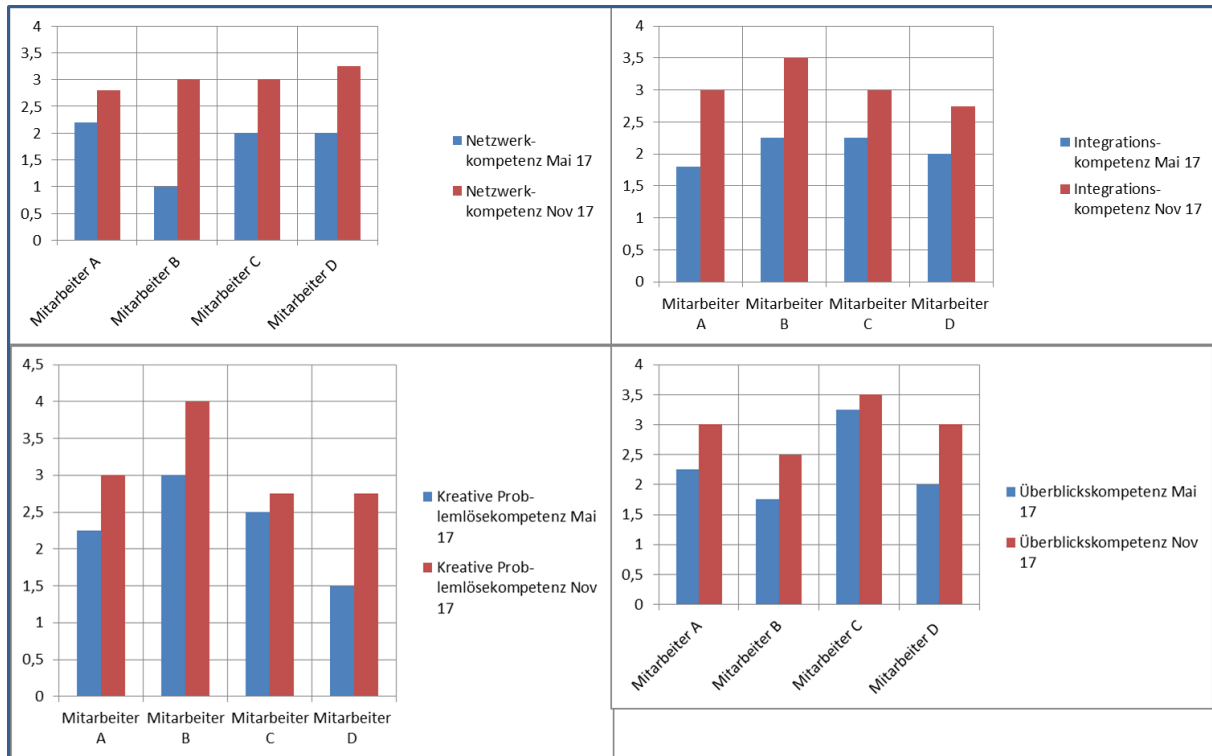 4
3,5
3
2,5
2
1,5
1
0,5
0
Mitarbeiter A
Mitarbeiter B
Mitarbeiter C
Mitarbeiter D
Netzwerk-
kompetenz Mai 17
Netzwerk-
kompetenz Nov 17
4
3,5
3
2,5
2
1,5
1
0,5
0
Mitarbeiter Mitarbeiter Mitarbeiter Mitarbeiter
A B C D
Integrations-
kompetenz Mai 17
Integrations-
kompetenz Nov 17
4,5
4
3,5
3
2,5
2
1,5
1
0,5
0
Mitarbeiter Mitarbeiter Mitarbeiter Mitarbeiter
A B C D
Kreative Prob-
lemlösekompetenz Mai
17
Kreative Prob-
lemlösekompetenz Nov
17
4
3,5
3
2,5
2
1,5
1
0,5
0
Mitarbeiter A
Mitarbeiter B
Mitarbeiter C
Mitarbeiter D
Überblickskompetenz Mai
17
Überblickskompetenz Nov
17